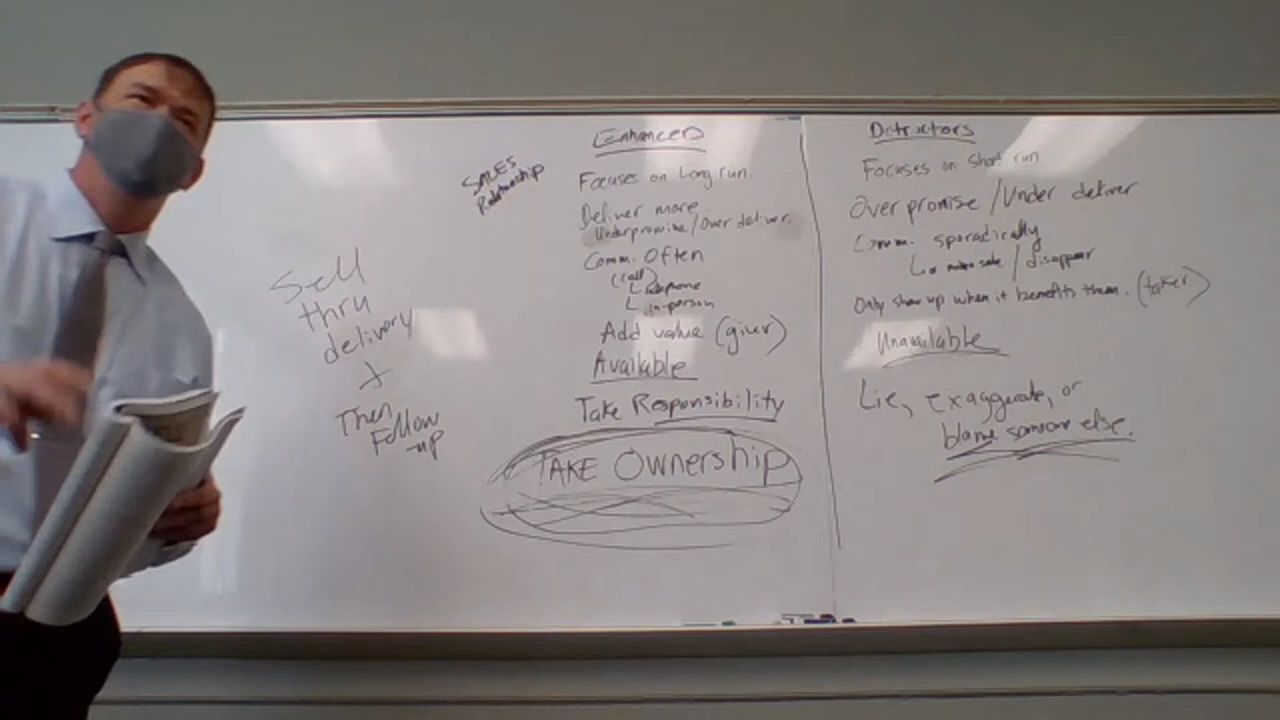 Sell
thru
delivery
+
Then
Follow
-up
SALES
Relationship
Enhancers
Focuses on Long run.
Deliver more
Underpromise/Over deliver.
Comm. Often
(call)
in-person
Add value (giver)
Available
Take Responsibility
TAKE Ownership
Detractors
Focuses on short run
Over promise/Under deliver
Comm. sporadically
sale / disappear
Only show up when it benefits them. (taker)
Unavailable
Lie, Exaggerate, or
blame someone else.